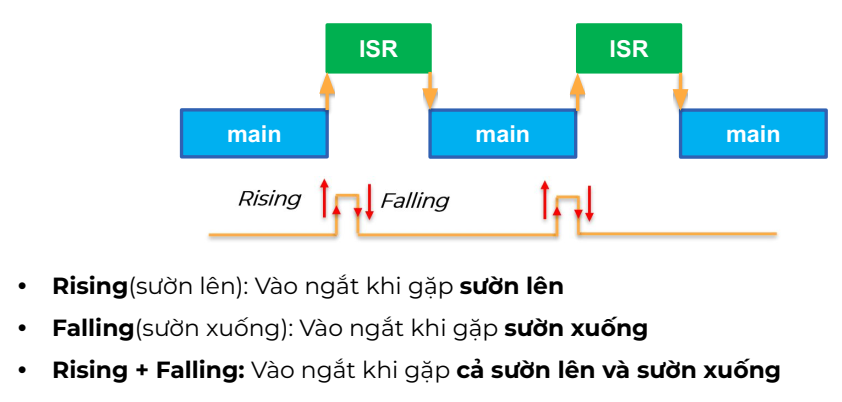 ISR ISR
main main main
Rising Falling
• Rising(sườn lên): Vào ngắt khi gặp sườn lên
• Falling(sườn xuống): Vào ngắt khi gặp sườn xuống
• Rising + Falling: Vào ngắt khi gặp cả sườn lên và sườn xuống